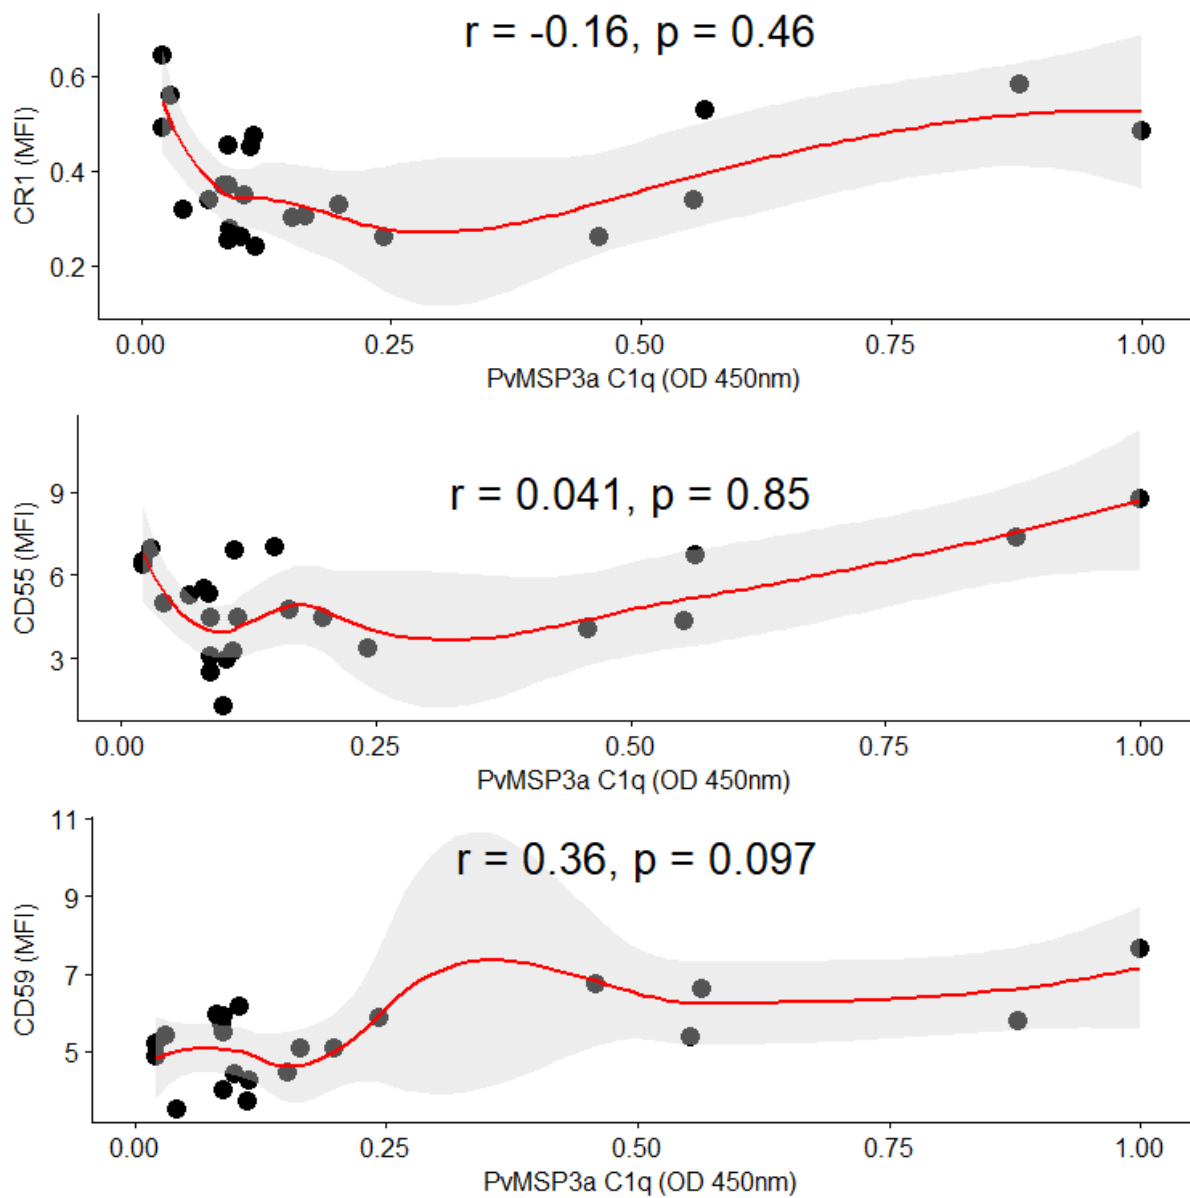 r = -0.16, p = 0.46
CR1 (MFI)
0.6
0.4
0.2
0.00 0.25 0.50 0.75 1.00
PvMSP3a C1q (OD 450nm)
r = 0.041, p = 0.85
CD55 (MFI)
9
6
3
0.00 0.25 0.50 0.75 1.00
PvMSP3a C1q (OD 450nm)
r = 0.36, p = 0.097
CD59 (MFI)
11
9
7
5
0.00 0.25 0.50 0.75 1.00
PvMSP3a C1q (OD 450nm)